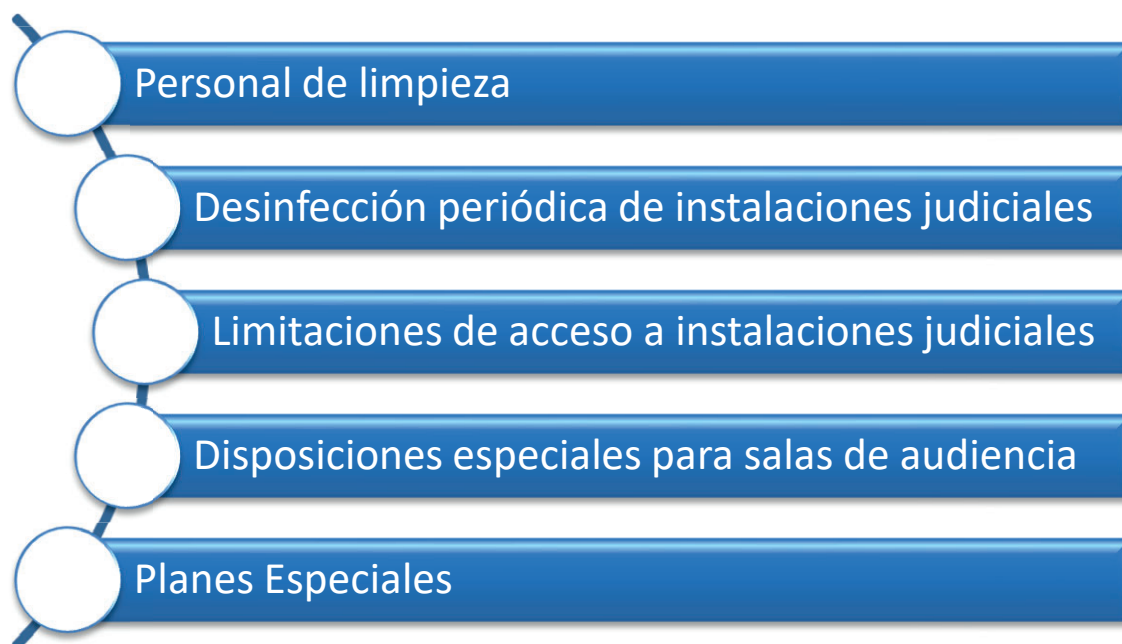 Personal de limpieza
Desinfección periódica de instalaciones judiciales
Limitaciones de acceso a instalaciones judiciales
Disposiciones especiales para salas de audiencia
Planes Especiales